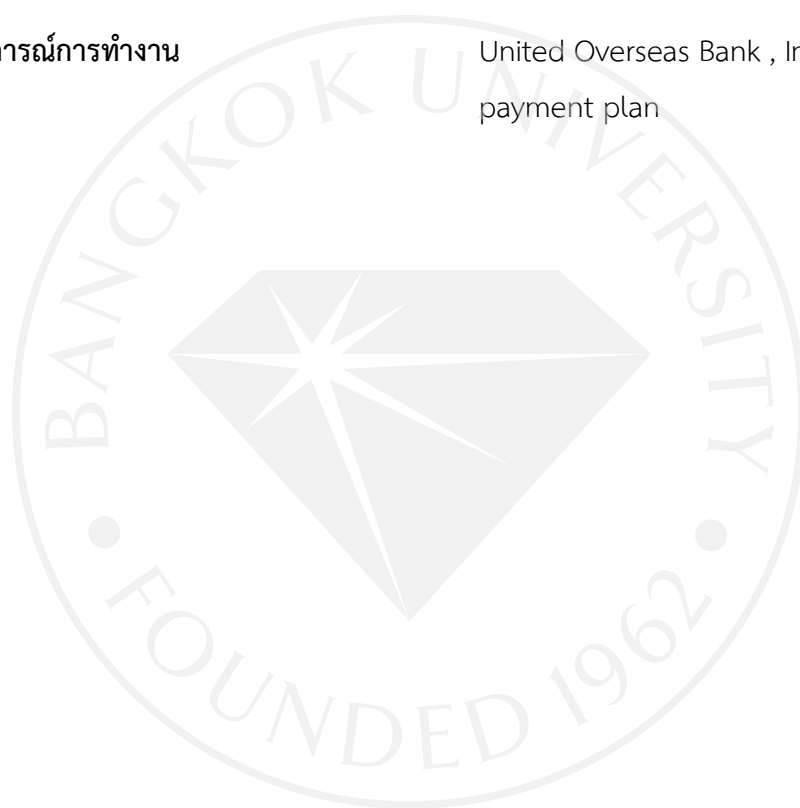 ารณ์การทำงาน United Overseas Bank , In
payment plan
BANGKOK UNIVERSITY
FOUNDED 1962